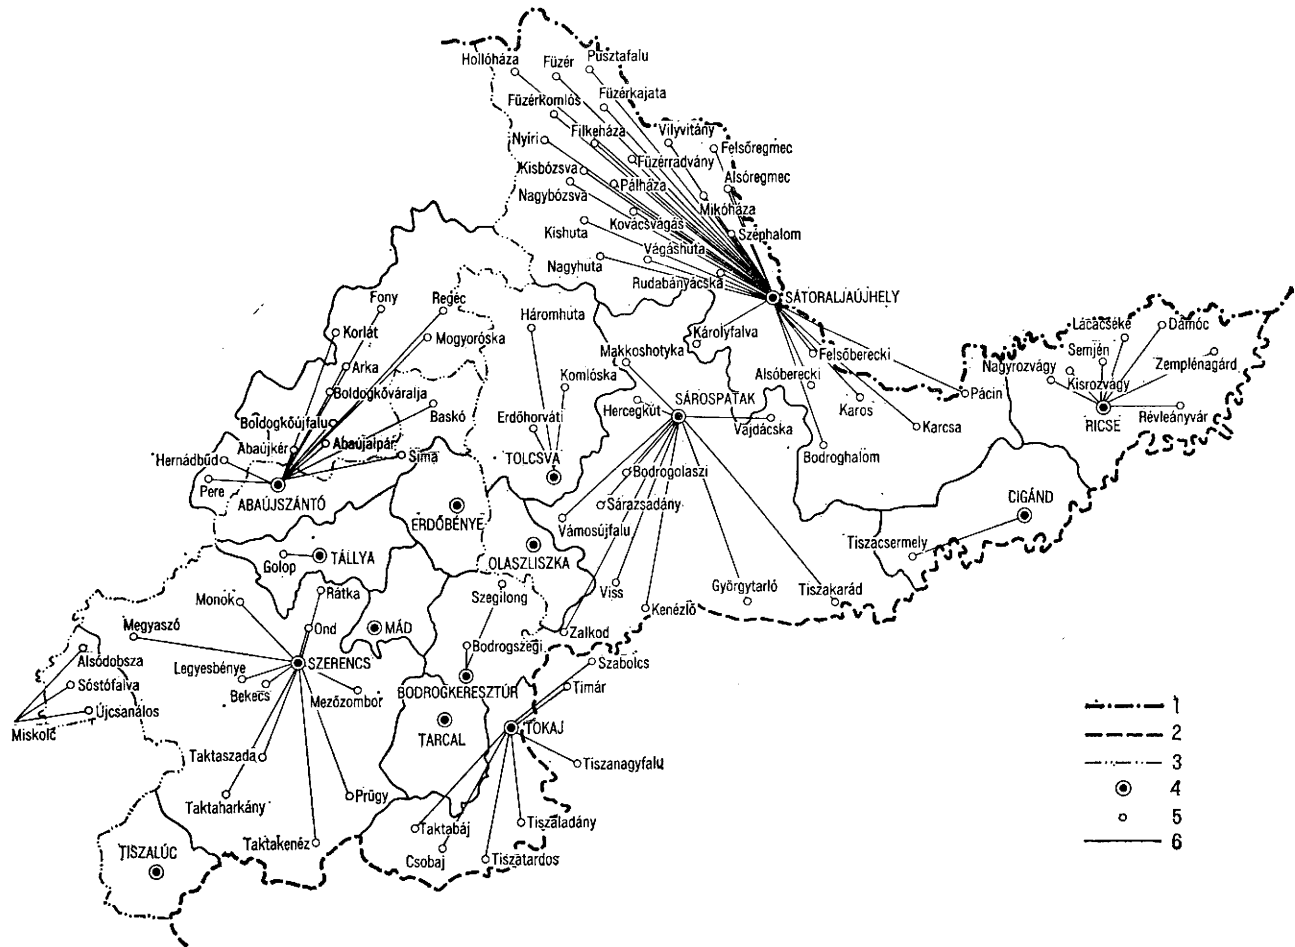 Hollóháza
Füzér
Pusztafalu
Füzérkomlós
Füzérkajata
Nyíri
Filkeháza
Vilyvitány
Felsőregmec
Füzérradvány
Kisbózsva
Pálháza
Alsóregmec
Nagybózsva
Mikóháza
Kovácsvágás
Kishuta
Széphalom
Vágáshuta
Nagyhuta
Rudabányácska
SÁTORALJAÚJHELY
Fony
Regéc
Háromhuta
Károlyfalva
Korlát
Mogyoróska
Makkoshotyka
Felsőberecki
Lácacséke
Dámóc
Semjén
Zemplénagárd
Nagyrozvágy
Kisrozvágy
Arka
Komlóska
Alsóberecki
Pácin
Boldogkőváralja
Hercegkút
SÁROSPATAK
Karos
Révleányvár
RICSE
Baskó
Erdőhorváti
Vajdácska
Karcsa
Boldogkőújfalu
Abaújkér
Abaújalpár
Sima
TOLCSVA
Bodroghalom
Hernádbűd
Pere
ABAÚJSZÁNTÓ
Bodrogolaszi
Sárazsadány
ERDŐBÉNYE
Vámosújfalu
CIGÁND
Tiszacsermely
Golop
TÁLLYA
OLASZLISZKA
Monok
Rátka
Szegilong
Viss
Györgytarló
Tiszakarád
Kenézlő
Megyaszó
Ond
MÁD
Zalkod
Bodrogszegi
Alsódobsza
Legyesbénye
SZERENCS
Szabolcs
Sóstófalva
Bekecs
Mezőzombor
BODROGKERESZTÚR
Timár
Újcsanálos
Miskolc
TARCAL
TOKAJ
1
2
3
4
5
6
Taktaszada
Tiszanagyfalu
Taktaharkány
Prügy
Taktakenéz
Taktabáj
Tiszaladány
Csobaj
Tiszatardos
TISZALÚC